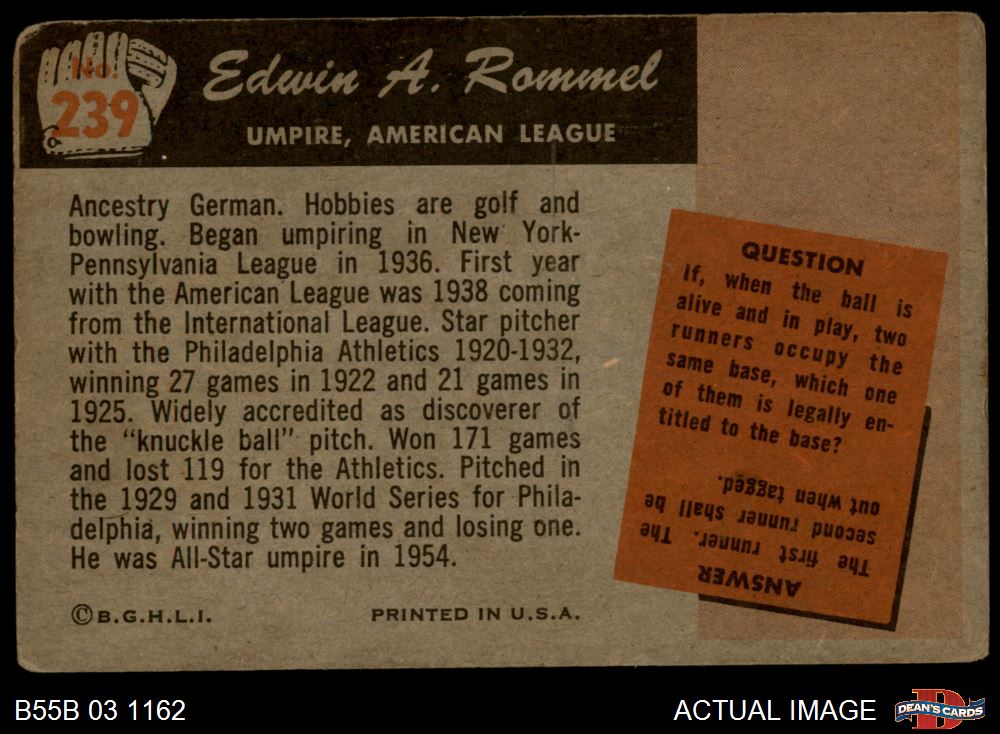 No.
239
Edwin A. Rommel
UMPIRE, AMERICAN LEAGUE
Ancestry German. Hobbies are golf and
bowling. Began umpiring in New York-
Pennsylvania League in 1936. First year
with the American League was 1938 coming
from the International League. Star pitcher
with the Philadelphia Athletics 1920-1932,
winning 27 games in 1922 and 21 games in
1925. Widely accredited as discoverer of
the "knuckle ball" pitch. Won 171 games
and lost 119 for the Athletics. Pitched in
the 1929 and 1931 World Series for Phila-
delphia, winning two games and losing one.
He was All-Star umpire in 1954.
©B.G.H.L.I.
PRINTED IN U.S.A.
QUESTION
If, when the ball is
alive and in play, two
runners occupy the
same base, which one
of them is legally en-
titled to the base?
ANSWER
The first runner. The
second runner shall be
out when tagged.
B55B 03 1162
ACTUAL IMAGE
D
DEAN'S CARDS